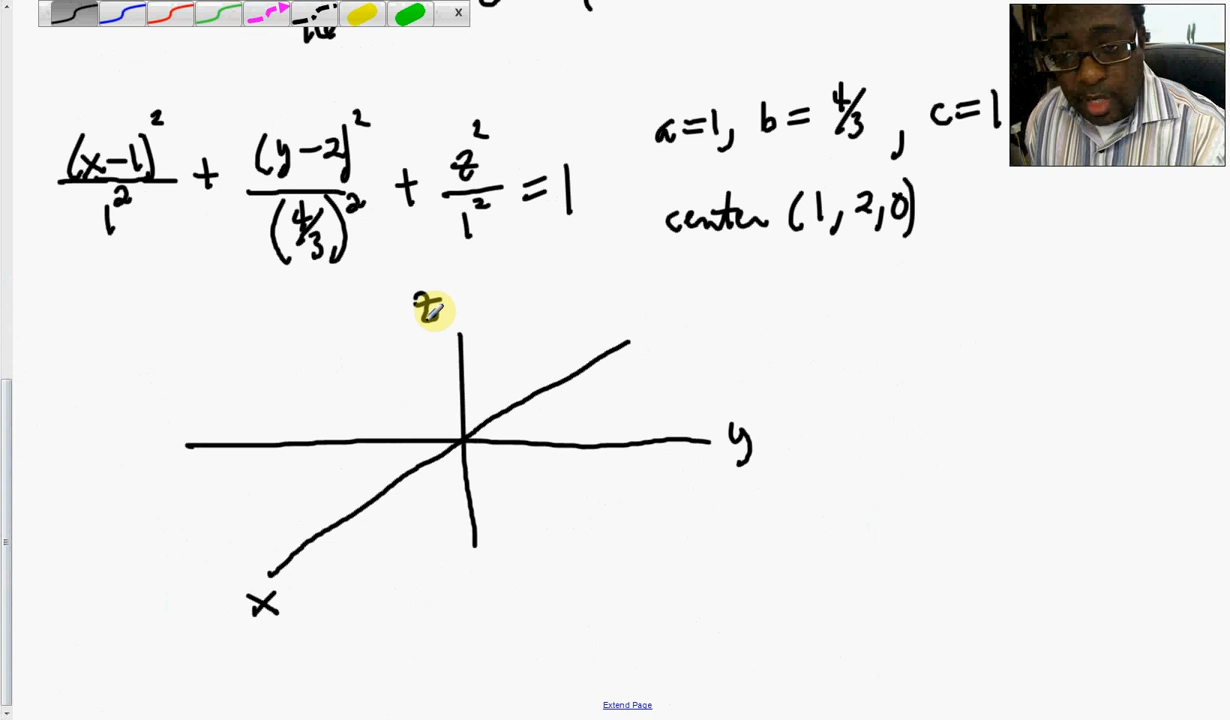 (x-1)²/1² + (y-2)²/(4/3)² + z²/1² = 1
a=1, b= 4/3, c=1
center (1, 2, 0)
z
y
x
Extend Page